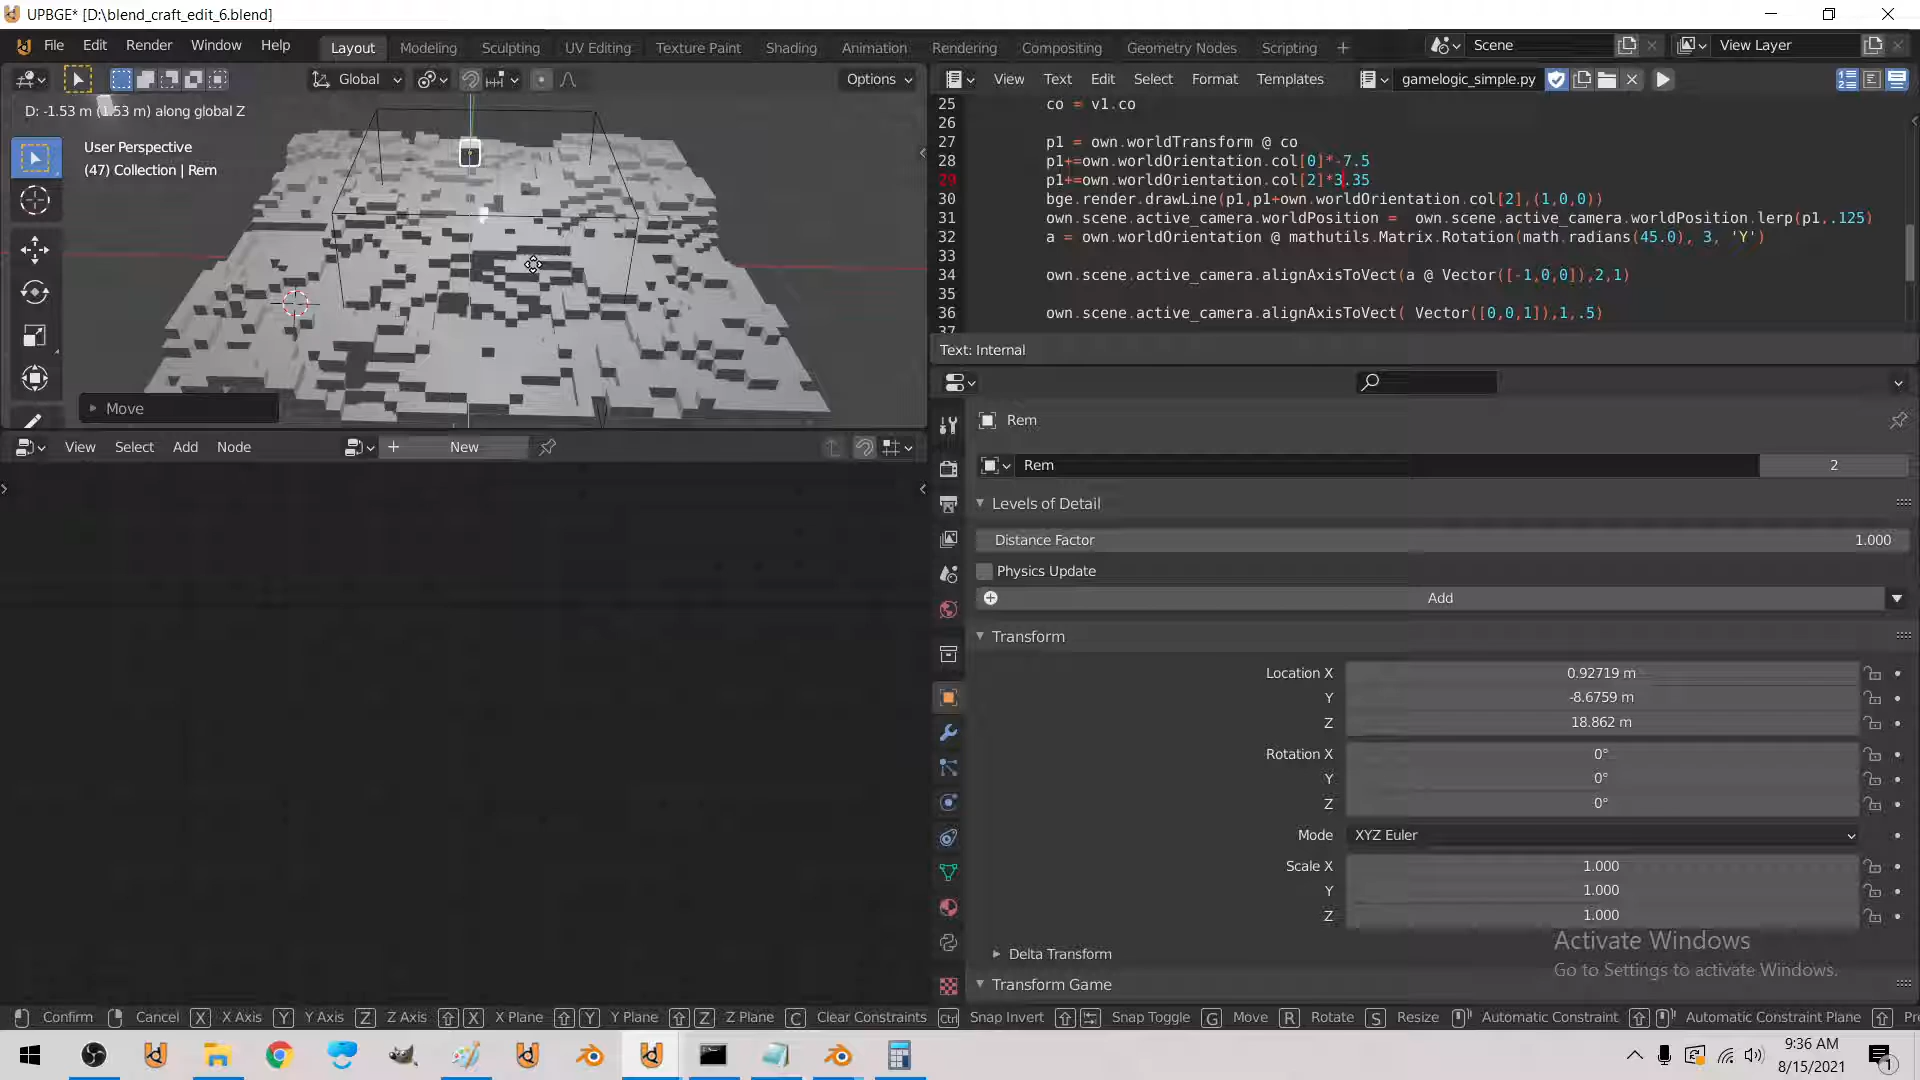 UPBGE* [D:\blend_craft_edit_6.blend]
File Edit Render Window Help Layout Modeling Sculpting UV Editing Texture Paint Shading Animation Rendering Compositing Geometry Nodes Scripting + Scene View Layer
Global Options
View Text Edit Select Format Templates gamelogic_simple.py
D: -1.53 m (1.53 m) along global Z
User Perspective
(47) Collection | Rem
Move
25 co = v1.co
26
27 p1 = own.worldTransform @ co
28 p1+=own.worldOrientation.col[0]*-7.5
29 p1+=own.worldOrientation.col[2]*3.35
30 bge.render.drawLine(p1,p1+own.worldOrientation.col[2],(1,0,0))
31 own.scene.active_camera.worldPosition = own.scene.active_camera.worldPosition.lerp(p1,.125)
32 a = own.worldOrientation @ mathutils.Matrix.Rotation(math.radians(45.0), 3, 'Y')
33
34 own.scene.active_camera.alignAxisToVect(a @ Vector([-1,0,0]),2,1)
35
36 own.scene.active_camera.alignAxisToVect( Vector([0,0,1]),1,.5)
37
Text: Internal
View Select Add Node New
Rem
Rem 2
Levels of Detail
Distance Factor 1.000
Physics Update
Add
Transform
Location X 0.92719 m
Y -8.6759 m
Z 18.862 m
Rotation X 0°
Y 0°
Z 0°
Mode XYZ Euler
Scale X 1.000
Y 1.000
Z 1.000
Delta Transform
Transform Game
Activate Windows
Go to Settings to activate Windows.
Confirm Cancel X X Axis Y Y Axis Z Z Axis X X Plane Y Y Plane Z Z Plane C Clear Constraints Ctrl Snap Invert Snap Toggle G Move R Rotate S Resize Automatic Constraint Automatic Constraint Plane
9:36 AM
8/15/2021
1